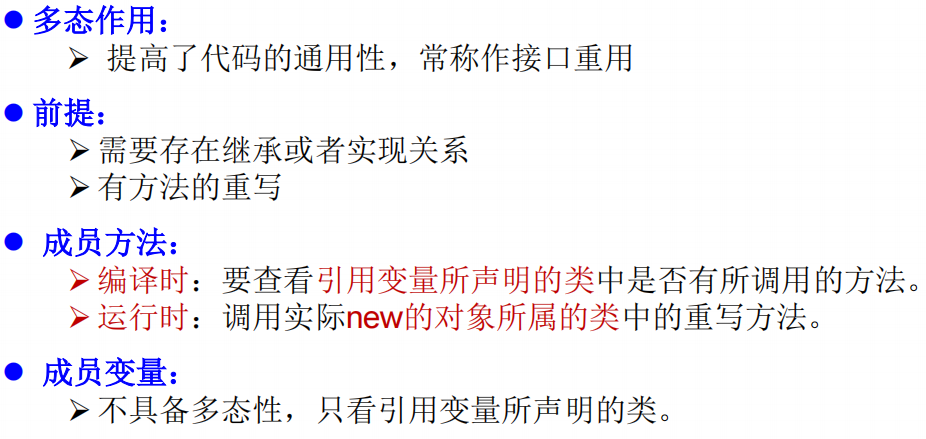 ● 多态作用：
➢ 提高了代码的通用性，常称作接口重用
● 前提：
➢ 需要存在继承或者实现关系
➢ 有方法的重写
● 成员方法：
➢ 编译时：要查看引用变量所声明的类中是否有所调用的方法。
➢ 运行时：调用实际new的对象所属的类中的重写方法。
● 成员变量：
➢ 不具备多态性，只看引用变量所声明的类。